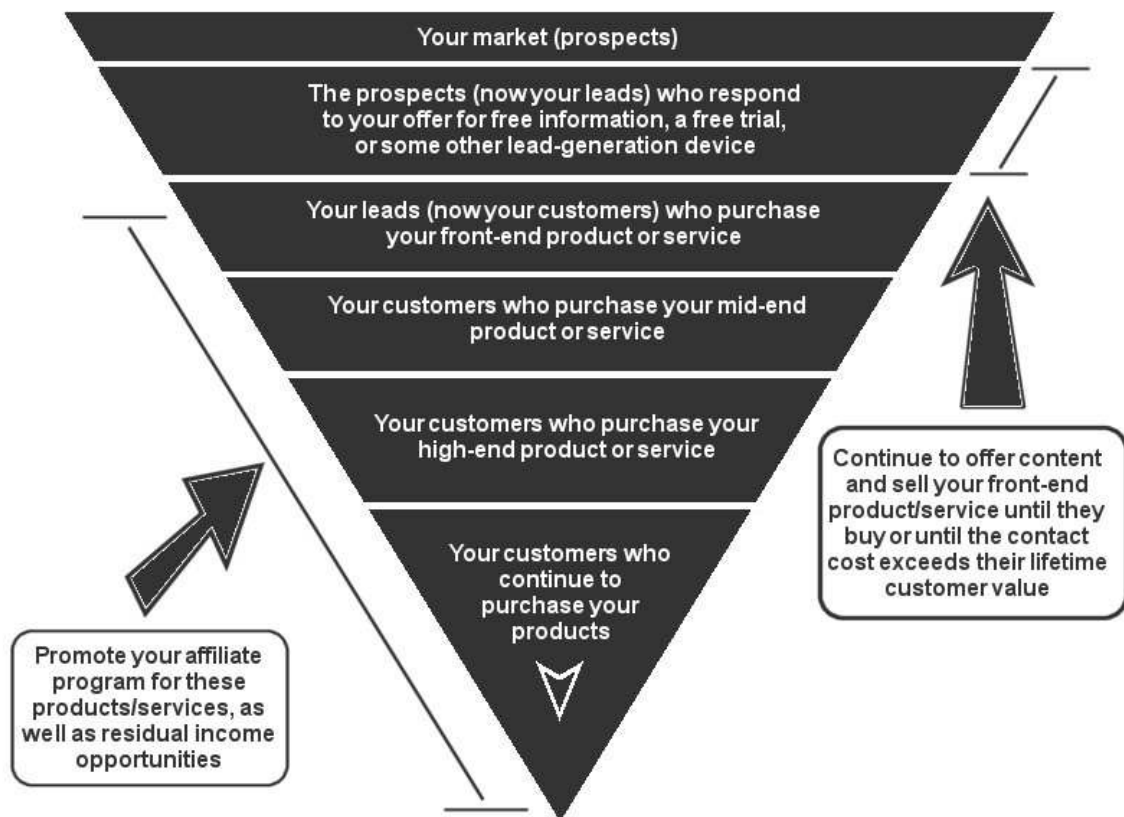 Your market (prospects)
The prospects (now your leads) who respond
to your offer for free information, a free trial,
or some other lead-generation device
Your leads (now your customers) who purchase
your front-end product or service
Your customers who purchase your mid-end
product or service
Your customers who purchase your
high-end product or service
Your customers who
continue to
purchase your
products
Continue to offer content
and sell your front-end
product/service until they
buy or until the contact
cost exceeds their lifetime
customer value
Promote your affiliate
program for these
products/services, as
well as residual income
opportunities